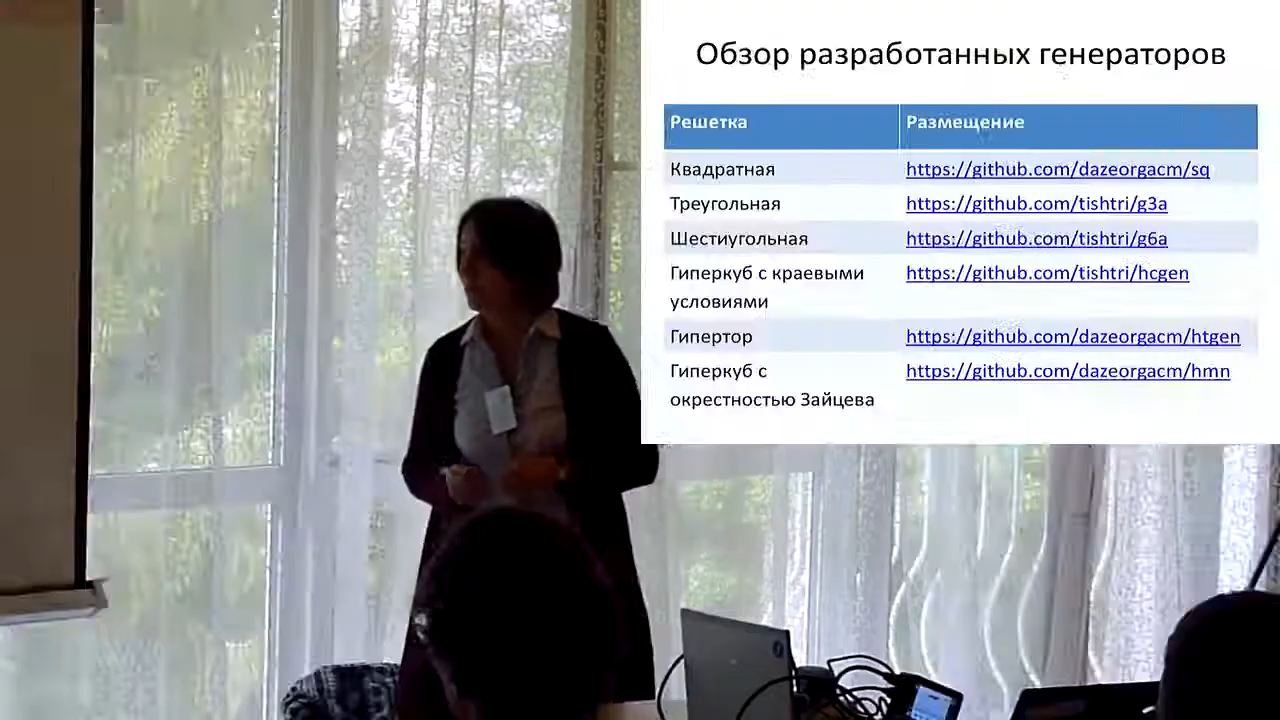 Обзор разработанных генераторов
Решетка Размещение
Квадратная https://github.com/dazeorgacm/sq
Треугольная https://github.com/tishtri/g3a
Шестиугольная https://github.com/tishtri/g6a
Гиперкуб с краевыми https://github.com/tishtri/hcgen
условиями
Гипертор https://github.com/dazeorgacm/htgen
Гиперкуб с https://github.com/dazeorgacm/hmn
окрестностью Зайцева